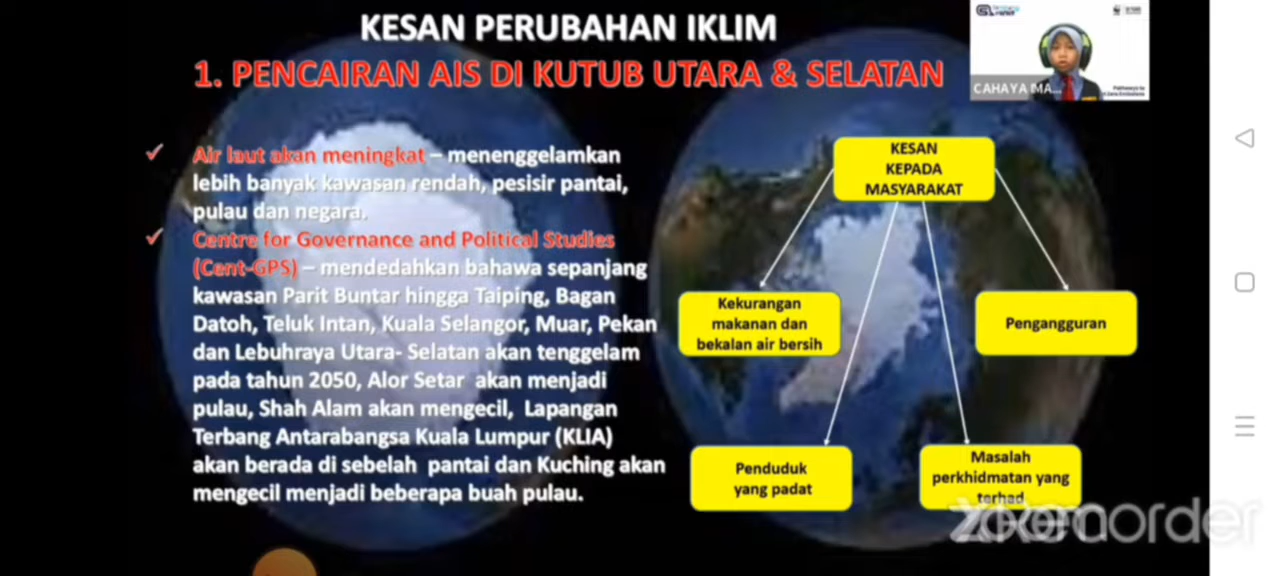 KESAN PERUBAHAN IKLIM
1. PENCAIRAN AIS DI KUTUB UTARA & SELATAN
CAHAYA IMA...
Air laut akan meningkat – menenggelamkan
lebih banyak kawasan rendah, pesisir pantai,
pulau dan negara.
Centre for Governance and Political Studies
(Cent-GPS) – mendedahkan bahawa sepanjang
kawasan Parit Buntar hingga Taiping, Bagan
Datoh, Teluk Intan, Kuala Selangor, Muar, Pekan
dan Lebuhraya Utara- Selatan akan tenggelam
pada tahun 2050, Alor Setar akan menjadi
pulau, Shah Alam akan mengecil, Lapangan
Terbang Antarabangsa Kuala Lumpur (KLIA)
akan berada di sebelah pantai dan Kuching akan
mengecil menjadi beberapa buah pulau.
KESAN
KEPADA
MASYARAKAT
Kekurangan
makanan dan
bekalan air bersih
Pengangguran
Penduduk
yang padat
Masalah
perkhidmatan yang
terhad